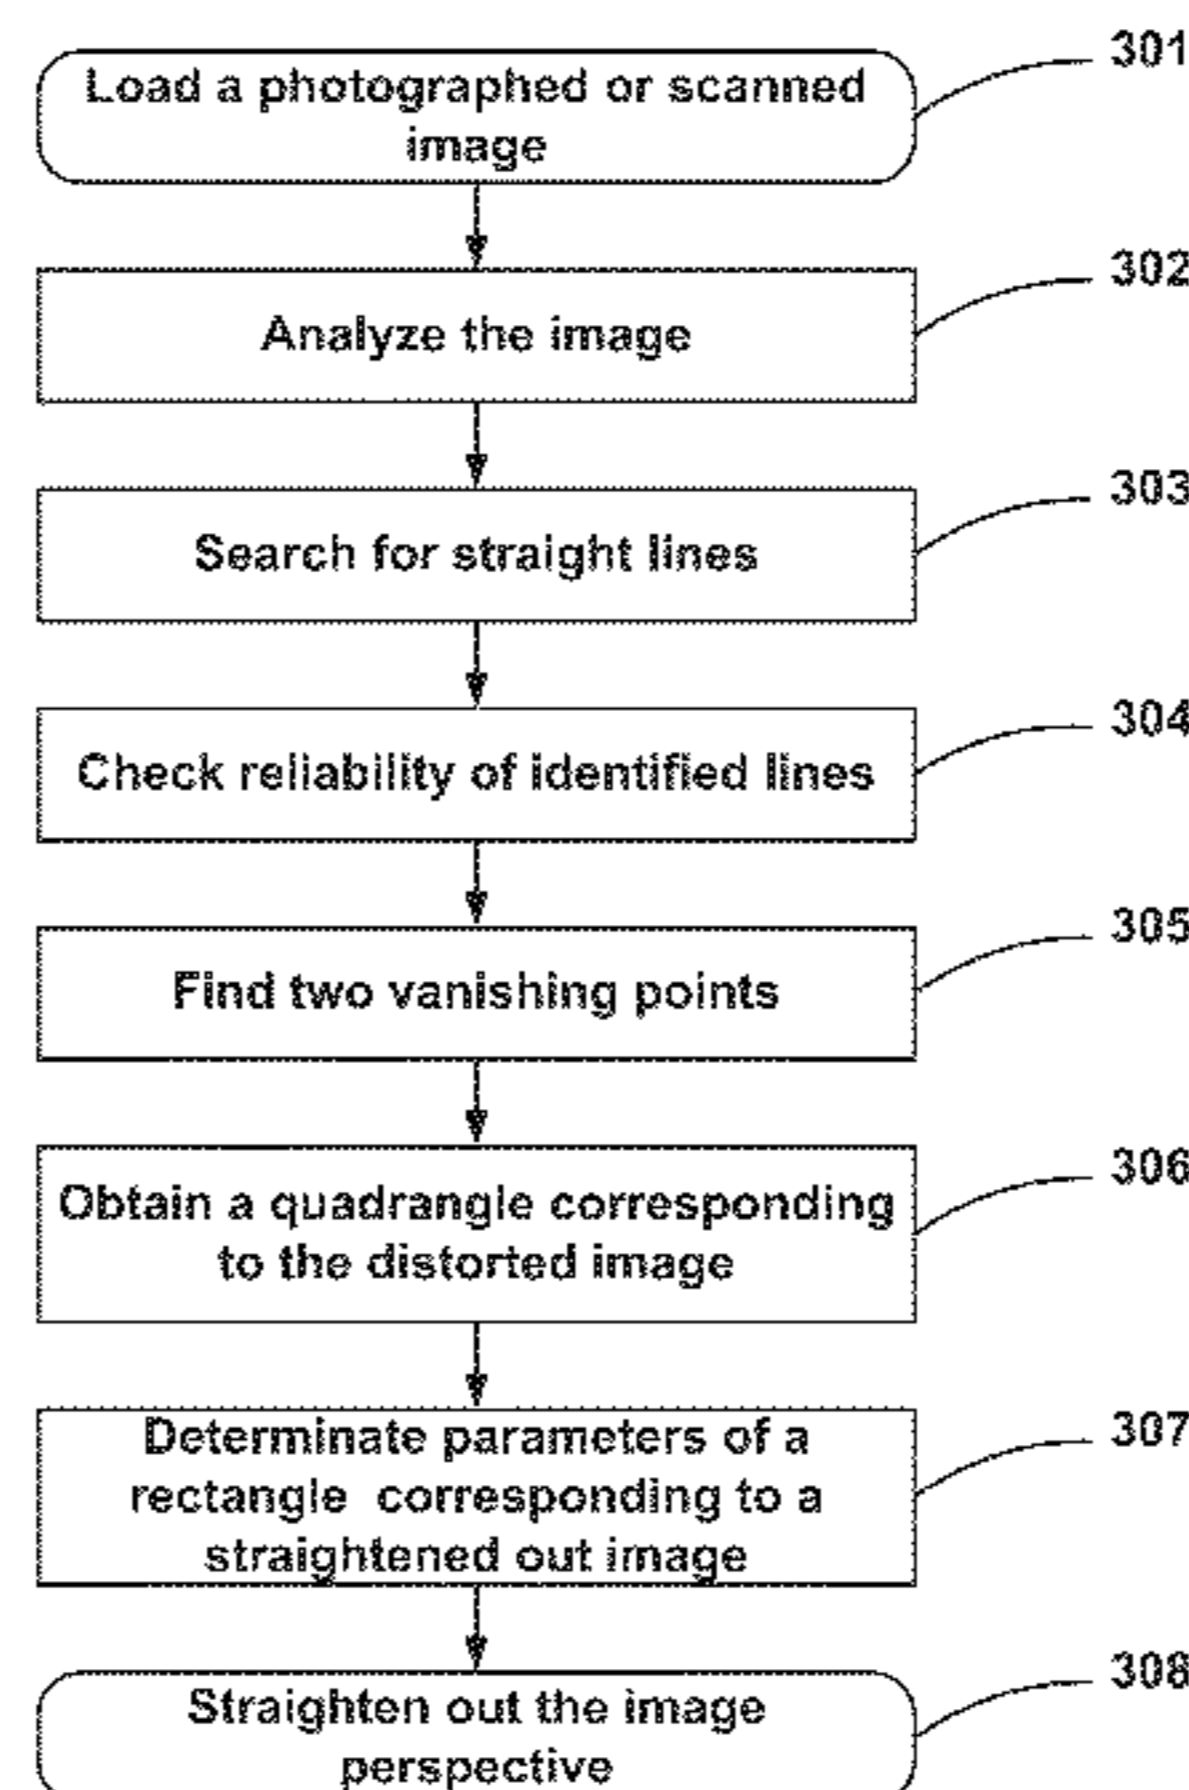 301
Load a photographed or scanned
image
302
Analyze the image
303
Search for straight lines
304
Check reliability of identified lines
305
Find two vanishing points
306
Obtain a quadrangle corresponding
to the distorted image
307
Determinate parameters of a
rectangle corresponding to a
straightened out image
308
Straighten out the image
perspective